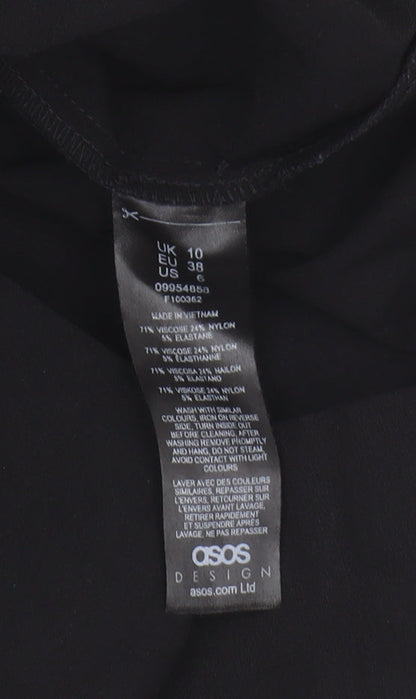 UK 10
EU 38
US 6
09954858
F100362
MADE IN VIETNAM
71% VISCOSE 24% NYLON
5% ELASTANE
71% VISCOSE 24% NYLON
5% ELASTHANNE
71% VISCOSA 24% NAILON
5% ELASTANO
71% VISKOSE 24% NYLON
5% ELASTHAN
WASH WITH SIMILAR
COLOURS, IRON ON REVERSE
SIDE, TURN INSIDE OUT
BEFORE CLEANING, AFTER
WASHING REMOVE PROMPTLY
AND HANG, DO NOT STEAM,
AVOID CONTACT WITH LIGHT
COLOURS
LAVER AVEC DES COULEURS
SIMILAIRES, REPASSER SUR
L'ENVERS, RETOURNER SUR
L'ENVERS AVANT LAVAGE,
RETIRER RAPIDEMENT
ET SUSPENDRE APRÈS
LAVAGE, NE PAS REPASSER
asos
DESIGN
asos.com Ltd